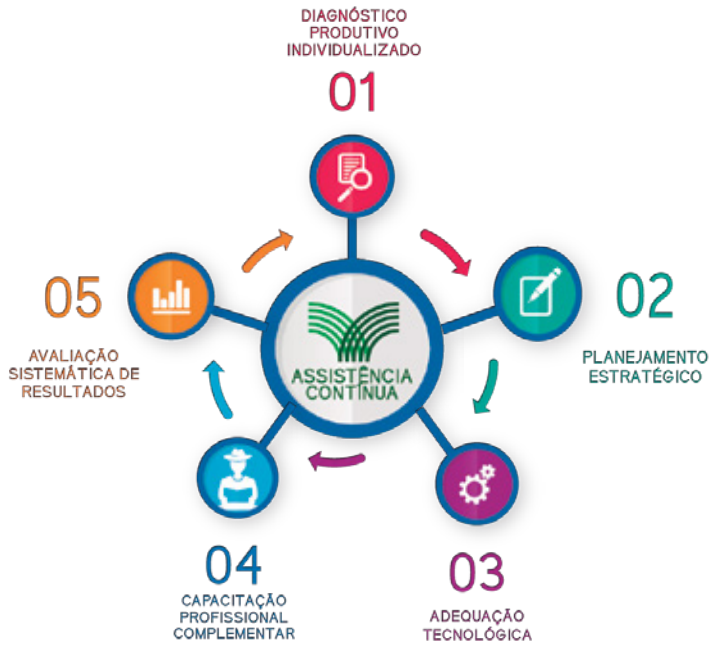 DIAGNÓSTICO
PRODUTIVO
INDIVIDUALIZADO
01
02
PLANEJAMENTO
ESTRATÉGICO
03
ADEQUAÇÃO
TECNOLÓGICA
04
CAPACITAÇÃO
PROFISSIONAL
COMPLEMENTAR
05
AVALIAÇÃO
SISTEMÁTICA DE
RESULTADOS
ASSISTÊNCIA
CONTÍNUA